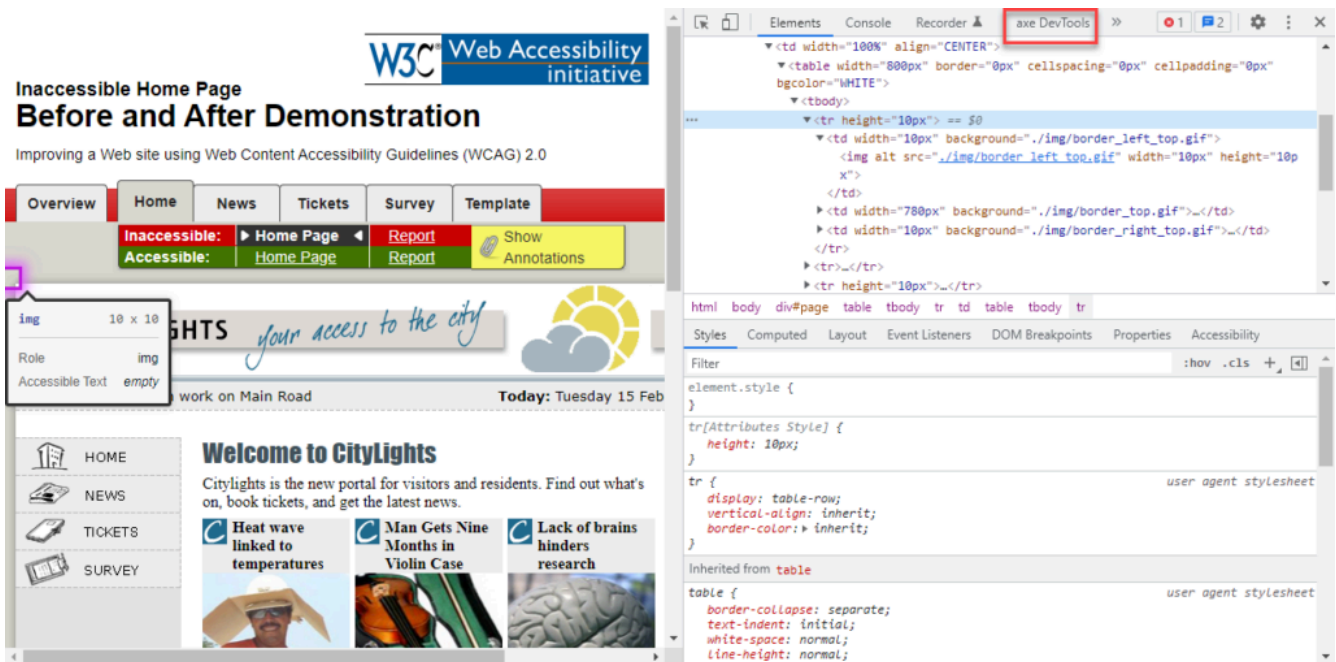 W3C® Web Accessibility
initiative
Inaccessible Home Page
Before and After Demonstration
Improving a Web site using Web Content Accessibility Guidelines (WCAG) 2.0
Overview Home News Tickets Survey Template
Inaccessible: Home Page Report
Accessible: Home Page Report
Show
Annotations
img 10 x 10
Role img
Accessible Text empty
GHTS your access to the city
work on Main Road Today: Tuesday 15 Feb
HOME
NEWS
TICKETS
SURVEY
Welcome to CityLights
Citylights is the new portal for visitors and residents. Find out what's
on, book tickets, and get the latest news.
C Heat wave
linked to
temperatures
C Man Gets Nine
Months in
Violin Case
C Lack of brains
hinders
research
Elements Console Recorder axe DevTools » 1 2
▼<td width="100%" align="CENTER">
▼<table width="800px" border="0px" cellspacing="0px" cellpadding="0px"
bgcolor="WHITE">
▼<tbody>
… ▼<tr height="10px"> == $0
▼<td width="10px" background="./img/border_left_top.gif">
<img alt src="./img/border_left_top.gif" width="10px" height="10p
x">
</td>
▶<td width="780px" background="./img/border_top.gif">…</td>
▶<td width="10px" background="./img/border_right_top.gif">…</td>
</tr>
▶<tr>…</tr>
▶<tr height="10px">…</tr>
html body div#page table tbody tr td table tbody tr
Styles Computed Layout Event Listeners DOM Breakpoints Properties Accessibility
Filter :hov .cls +
element.style {
}
tr[Attributes Style] {
height: 10px;
}
tr { user agent stylesheet
display: table-row;
vertical-align: inherit;
border-color:▶ inherit;
}
Inherited from table
table { user agent stylesheet
border-collapse: separate;
text-indent: initial;
white-space: normal;
line-height: normal;